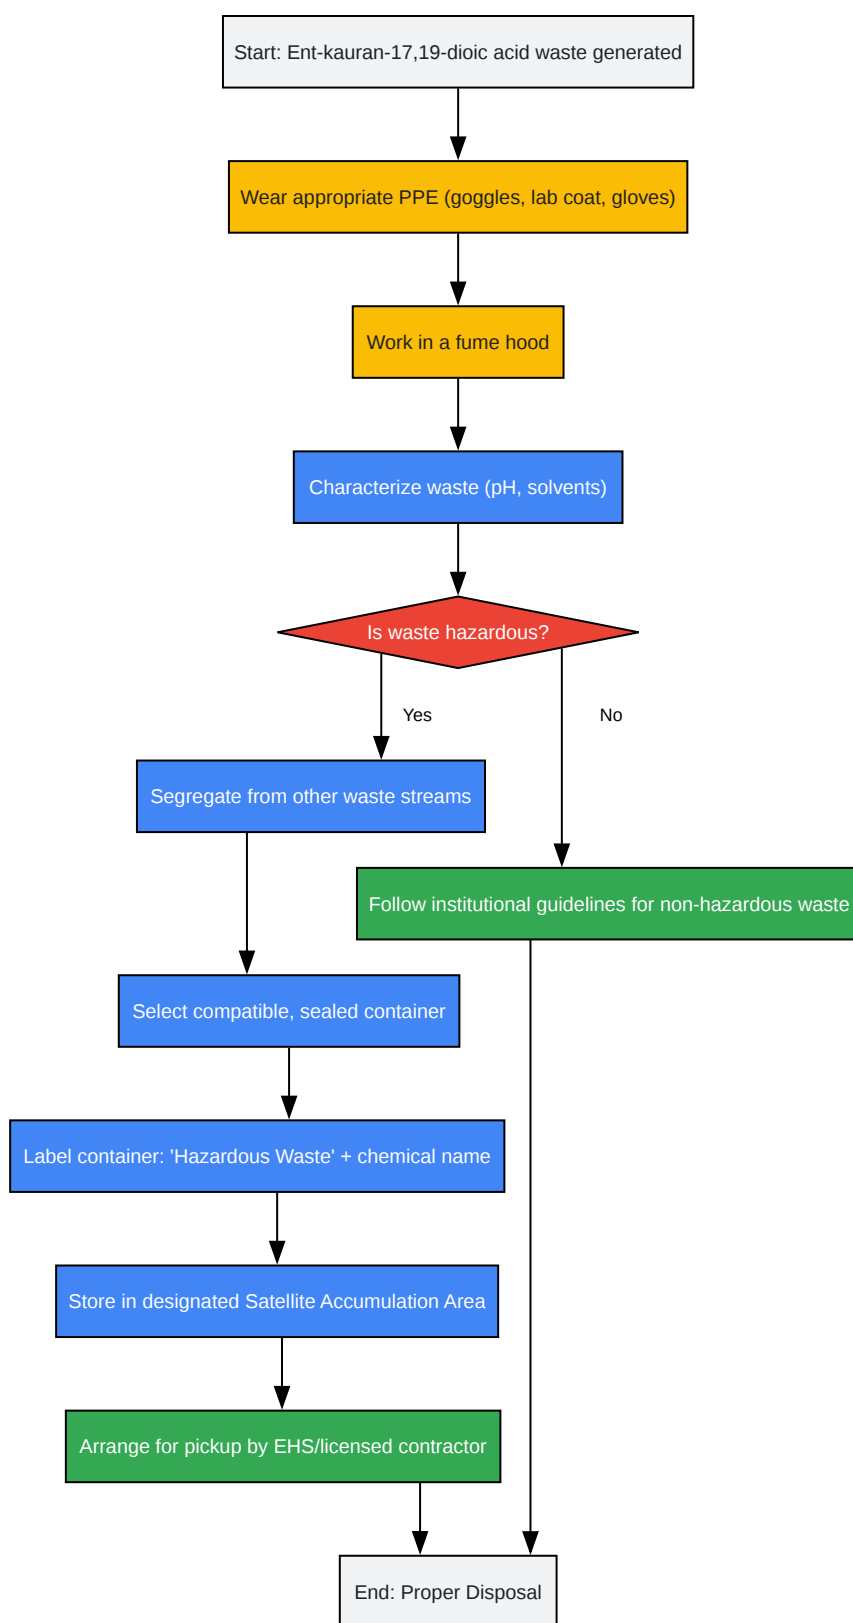 Start: Ent-kauran-17,19-dioic acid waste generated
Wear appropriate PPE (goggles, lab coat, gloves)
Work in a fume hood
Characterize waste (pH, solvents)
Is waste hazardous?
Yes
No
Segregate from other waste streams
Follow institutional guidelines for non-hazardous waste
Select compatible, sealed container
Label container: 'Hazardous Waste' + chemical name
Store in designated Satellite Accumulation Area
Arrange for pickup by EHS/licensed contractor
End: Proper Disposal